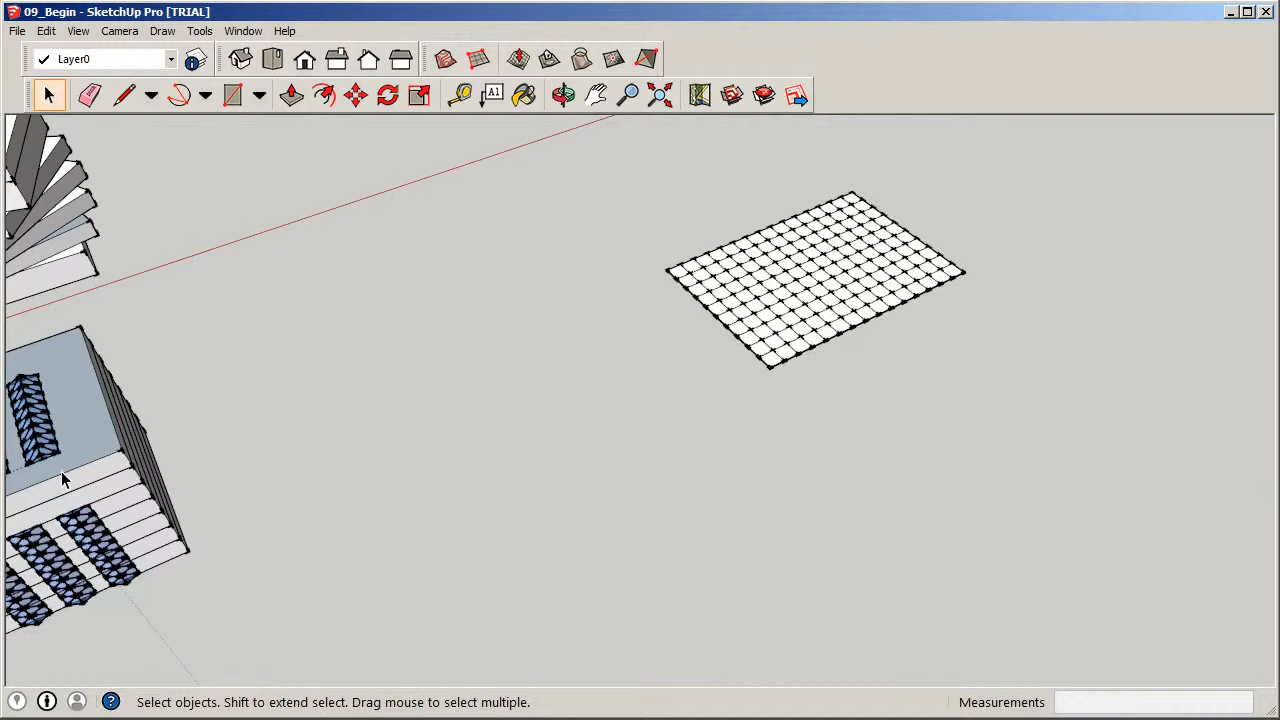 09_Begin - SketchUp Pro [TRIAL]
File Edit View Camera Draw Tools Window Help
Layer0
A1
Select objects. Shift to extend select. Drag mouse to select multiple.
Measurements